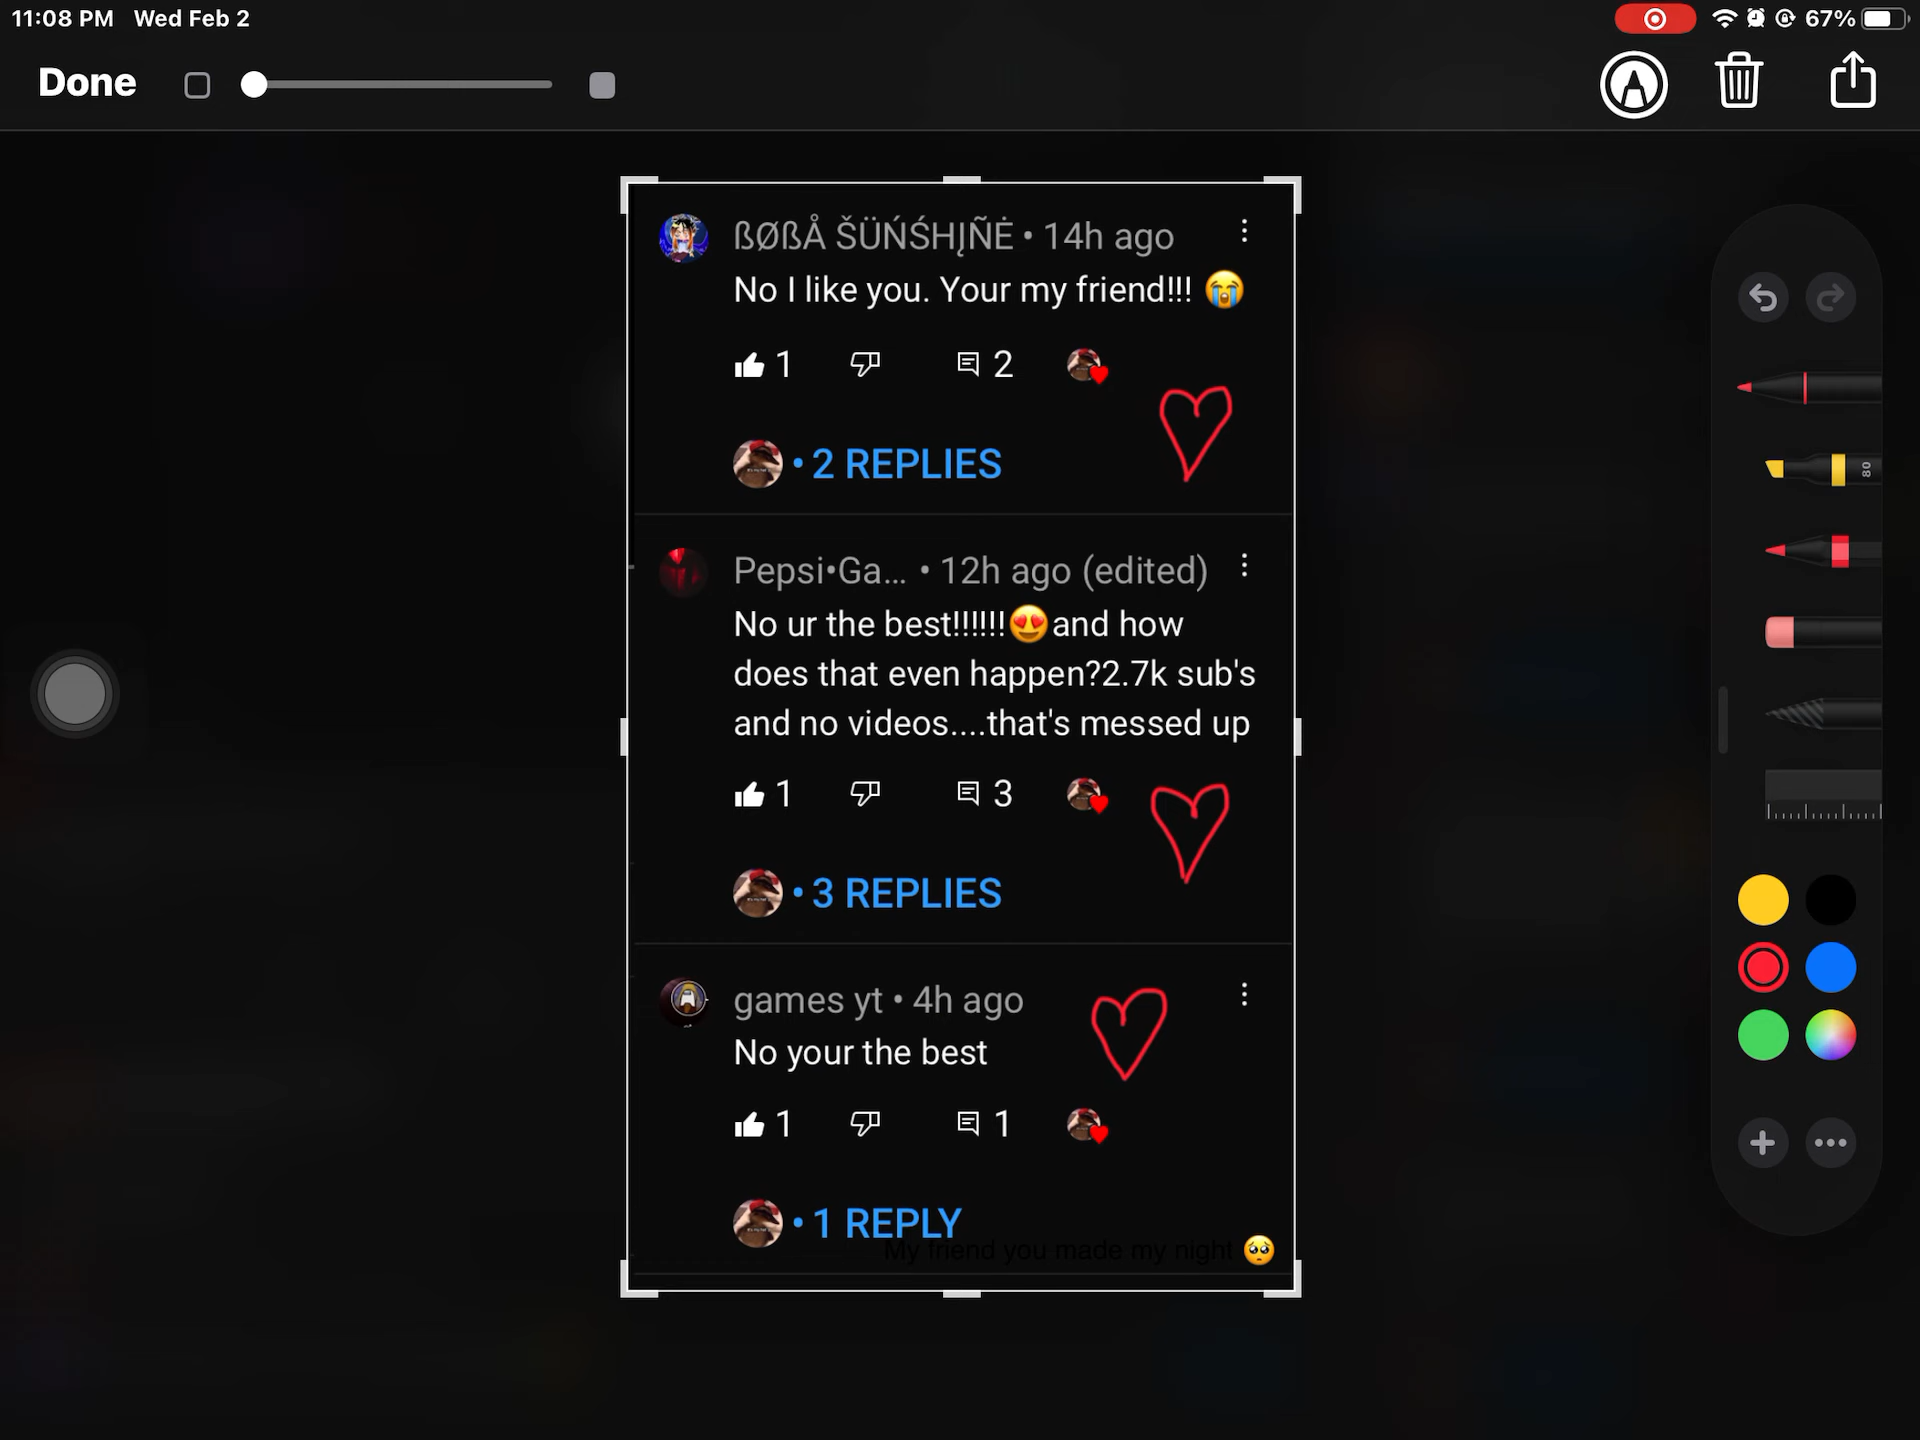 11:08 PM Wed Feb 2
67%
Done
ßØßÅ ŠÜŃŚHĮÑĖ • 14h ago
No I like you. Your my friend!!! 😭
1 2
• 2 REPLIES
Pepsi•Ga... • 12h ago (edited)
No ur the best!!!!!!😍and how
does that even happen?2.7k sub's
and no videos....that's messed up
1 3
• 3 REPLIES
games yt • 4h ago
No your the best
1 1
• 1 REPLY
My friend you made my night 🥺
80